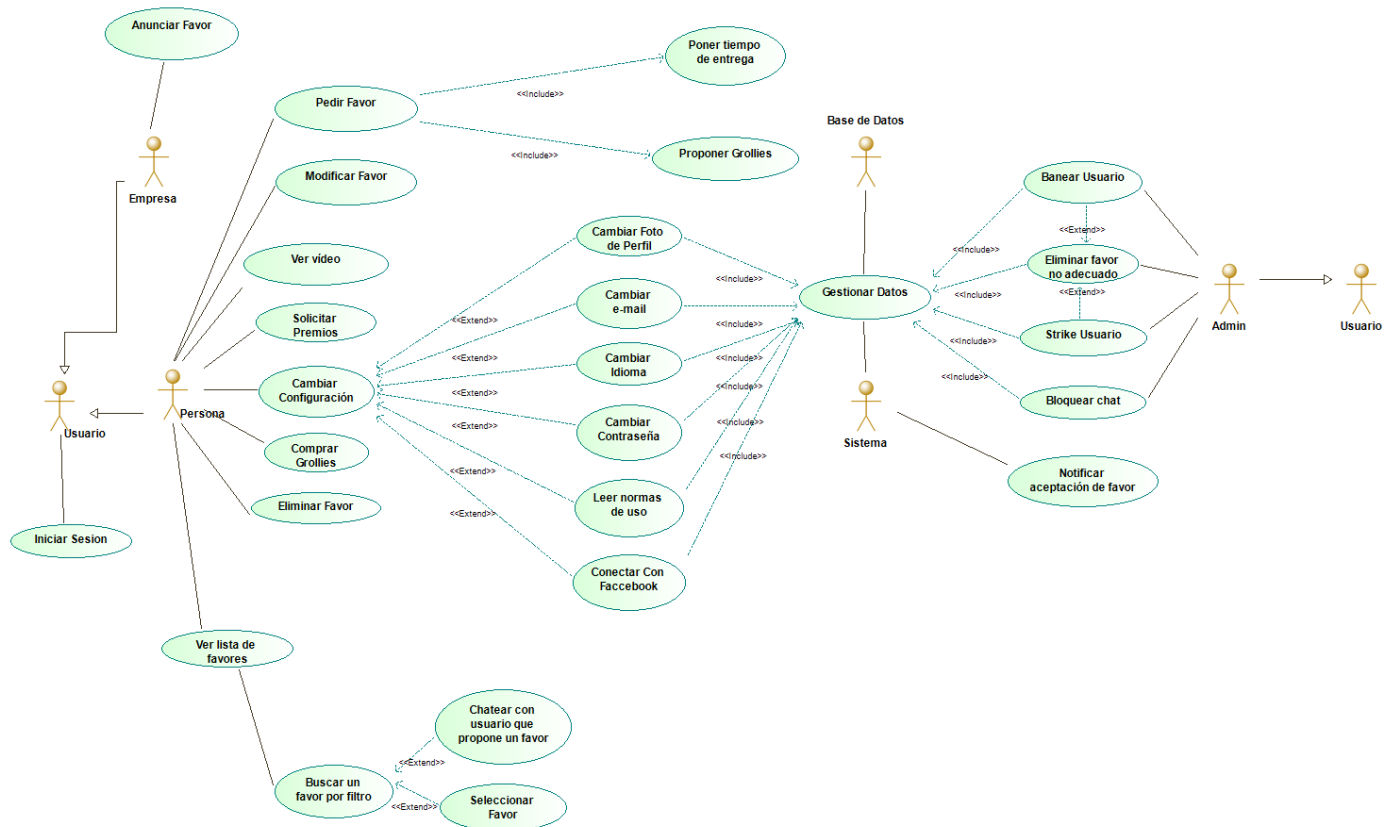 Anunciar Favor
Poner tiempo
de entrega
Pedir Favor
<<Include>>
Base de Datos
<<Include>>
Proponer Grollies
Modificar Favor
Banear Usuario
Empresa
Cambiar Foto
de Perfil
<<Extend>>
<<Include>>
Ver vídeo
Eliminar favor
no adecuado
<<Include>>
Gestionar Datos
<<Include>>
<<Extend>>
Cambiar
e-mail
Solicitar
Premios
<<Extend>>
<<Include>>
Admin
Usuario
Strike Usuario
<<Include>>
Cambiar
Idioma
<<Extend>>
<<Include>>
<<Include>>
Cambiar
Configuración
<<Extend>>
<<Include>>
Bloquear chat
Persona
Cambiar
Contraseña
<<Extend>>
<<Include>>
Usuario
Sistema
Comprar
Grollies
<<Include>>
<<Extend>>
Notificar
aceptación de favor
Leer normas
de uso
Eliminar Favor
<<Extend>>
Iniciar Sesion
Conectar Con
Faccebook
Ver lista de
favores
Chatear con
usuario que
propone un favor
<<Extend>>
Buscar un
favor por filtro
<<Extend>>
Seleccionar
Favor